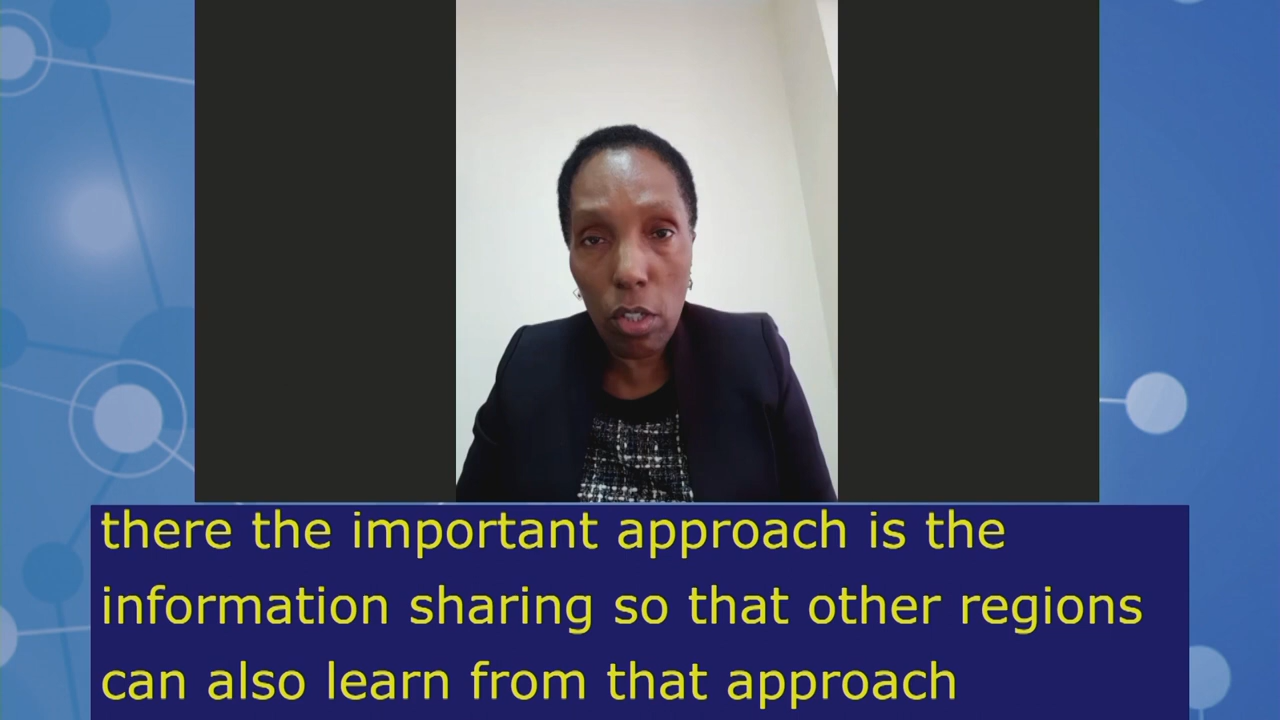 there the important approach is the
information sharing so that other regions
can also learn from that approach